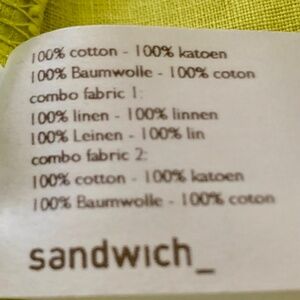 100% cotton - 100% katoen
100% Baumwolle - 100% coton
combo fabric 1:
100% linen - 100% linnen
100% Leinen - 100% lin
combo fabric 2:
100% cotton - 100% katoen
100% Baumwolle - 100% coton
sandwich_